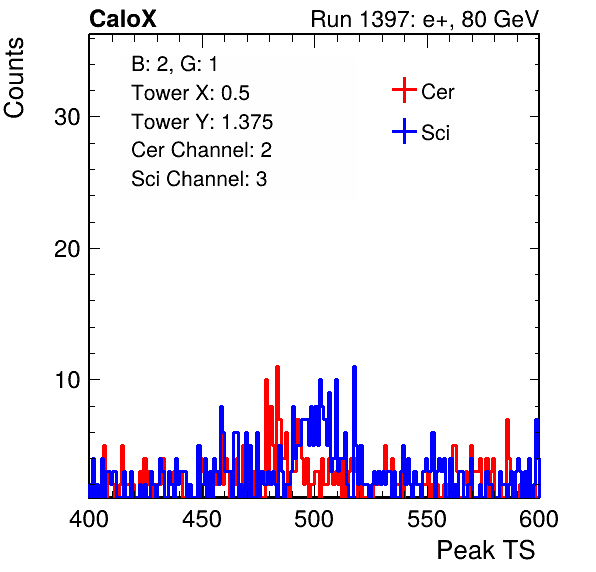 CaloX Run 1397: e+, 80 GeV
Counts
B: 2, G: 1
Tower X: 0.5
Tower Y: 1.375
Cer Channel: 2
Sci Channel: 3
Cer
Sci
30
20
10
400 450 500 550 600
Peak TS